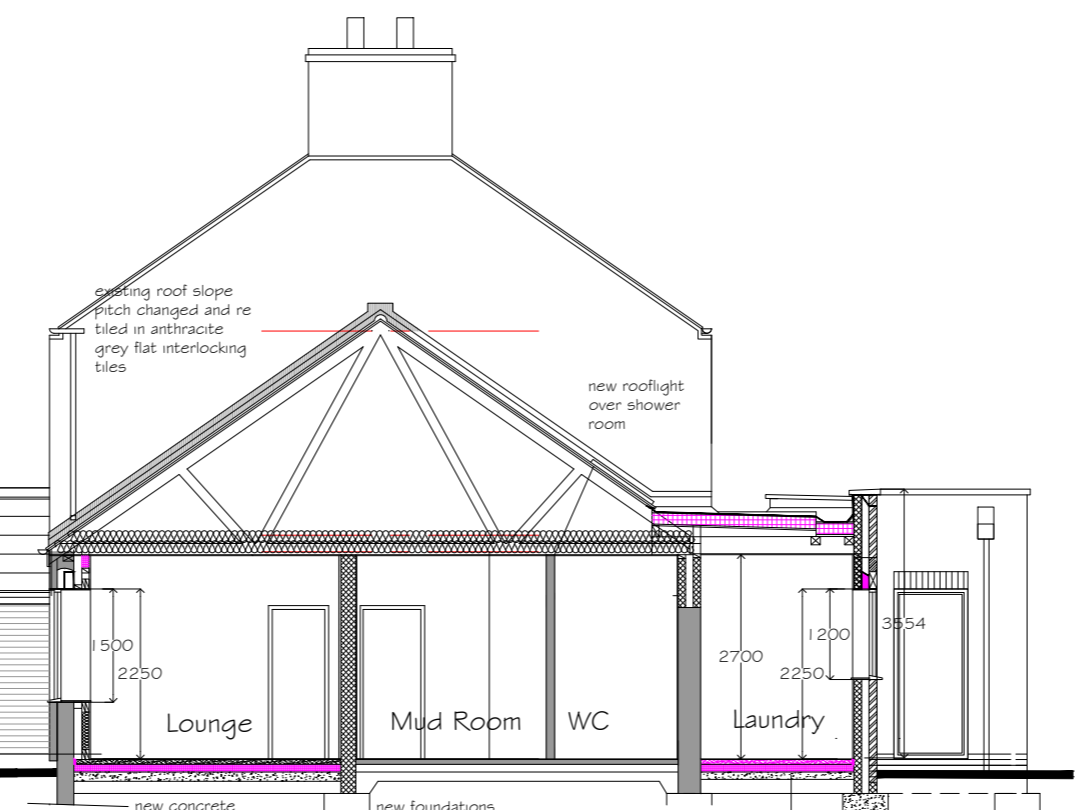 existing roof slope
pitch changed and re
tiled in anthracite
grey flat interlocking
tiles
new rooflight
over shower
room
1500
2250
2700
2250
1200
3554
Lounge
Mud Room
WC
Laundry
new concrete
new foundations